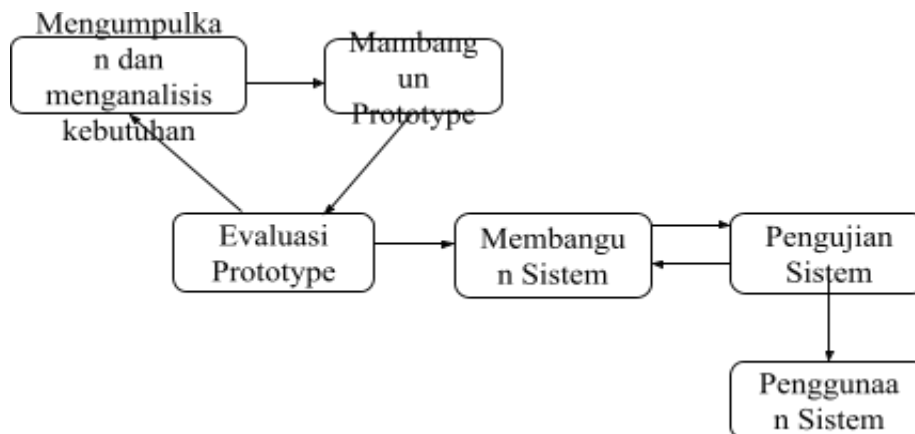 Mengumpulka
n dan
menganalisis
kebutuhan
Mambang
un
Prototype
Evaluasi
Prototype
Membangu
n Sistem
Pengujian
Sistem
Penggunaa
n Sistem